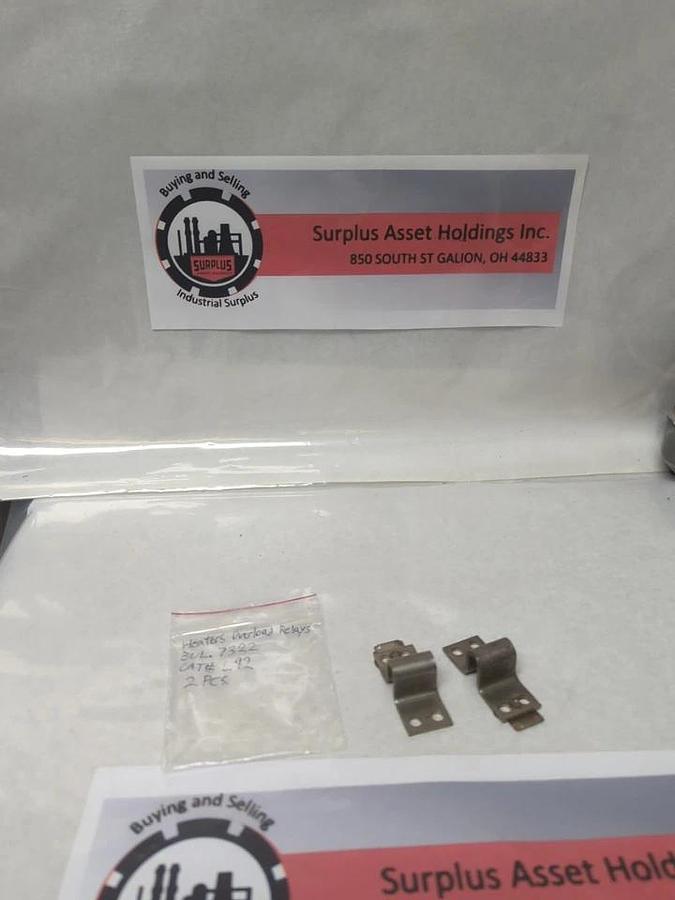 Buying and Selling
SURPLUS
Industrial Surplus
Surplus Asset Holdings Inc.
850 SOUTH ST GALION, OH 44833
Heaters Overload Relays
BUL. 7322
CAT# L92
2 PCS
Buying and Selling
Surplus Asset Hold